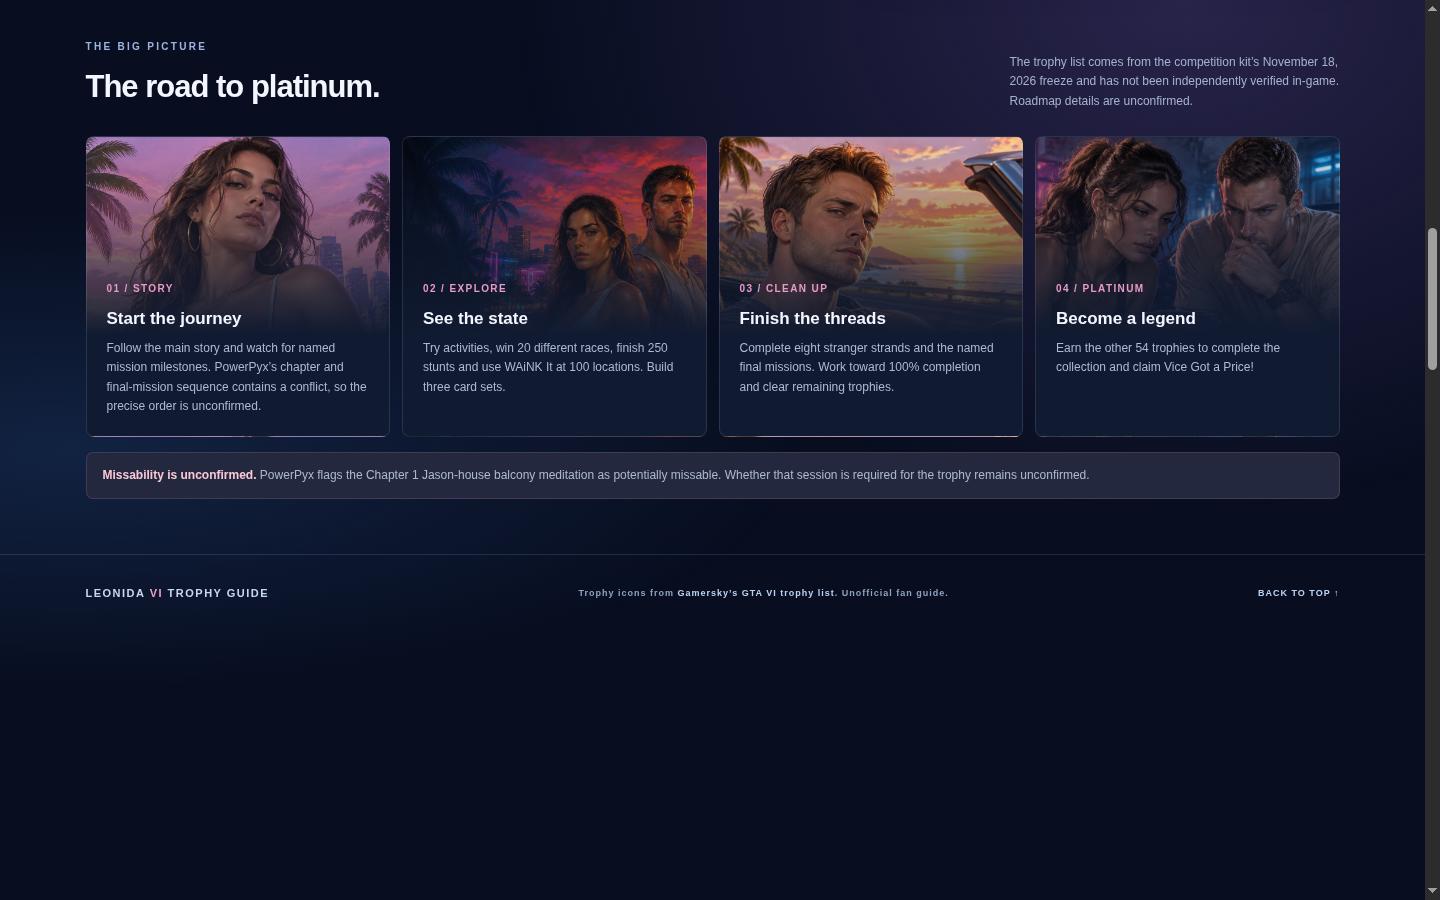 THE BIG PICTURE
The road to platinum.
The trophy list comes from the competition kit’s November 18,
2026 freeze and has not been independently verified in-game.
Roadmap details are unconfirmed.
01 / STORY
Start the journey
Follow the main story and watch for named
mission milestones. PowerPyx’s chapter and
final-mission sequence contains a conflict, so the
precise order is unconfirmed.
02 / EXPLORE
See the state
Try activities, win 20 different races, finish 250
stunts and use WAiNK It at 100 locations. Build
three card sets.
03 / CLEAN UP
Finish the threads
Complete eight stranger strands and the named
final missions. Work toward 100% completion
and clear remaining trophies.
04 / PLATINUM
Become a legend
Earn the other 54 trophies to complete the
collection and claim Vice Got a Price!
Missability is unconfirmed. PowerPyx flags the Chapter 1 Jason-house balcony meditation as potentially missable. Whether that session is required for the trophy remains unconfirmed.
LEONIDA VI TROPHY GUIDE
Trophy icons from Gamersky’s GTA VI trophy list. Unofficial fan guide.
BACK TO TOP ↑